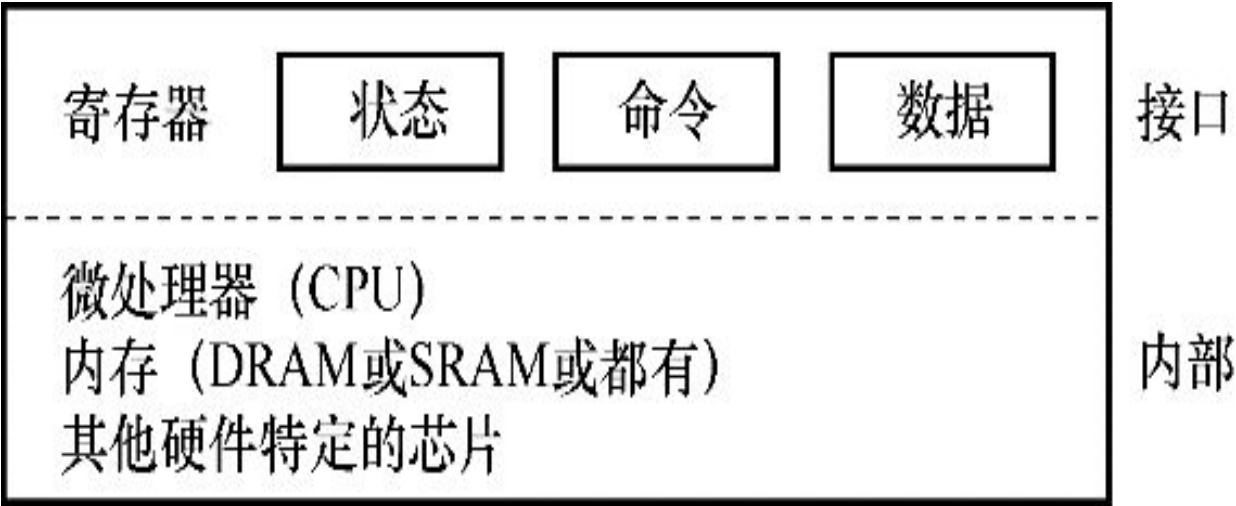 寄存器 状态 命令 数据 接口
微处理器（CPU）
内存（DRAM或SRAM或都有） 内部
其他硬件特定的芯片